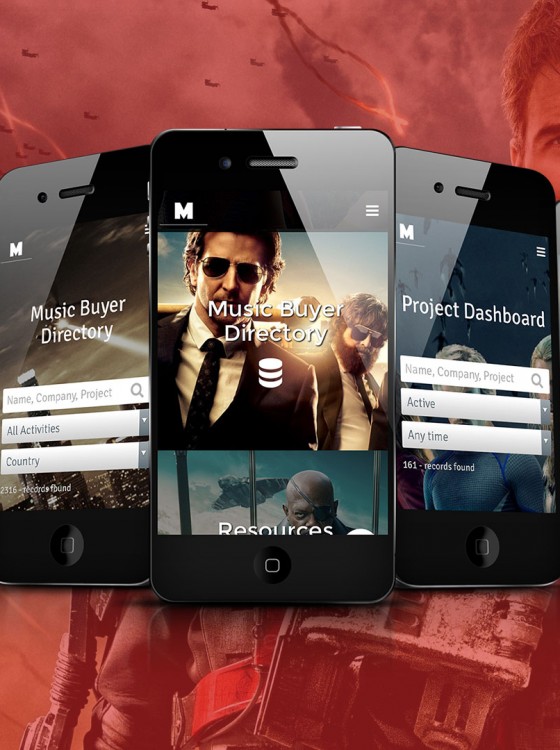 M
Music Buyer
Directory
Name, Company, Project
All Activities
Country
2316 - records found
M
Music Buyer
Directory
Resources
M
Project Dashboard
Name, Company, Project
Active
Any time
161 - records found